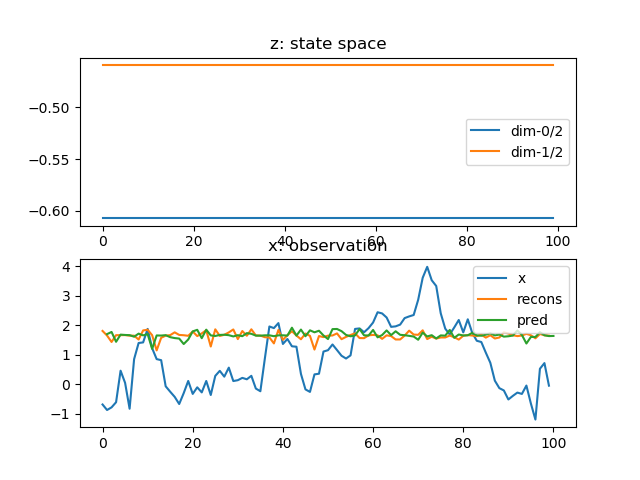 z: state space
−0.50
−0.55
−0.60
dim-0/2
dim-1/2
0 20 40 60 80 100
x: observation
4
3
2
1
0
−1
x
recons
pred
0 20 40 60 80 100